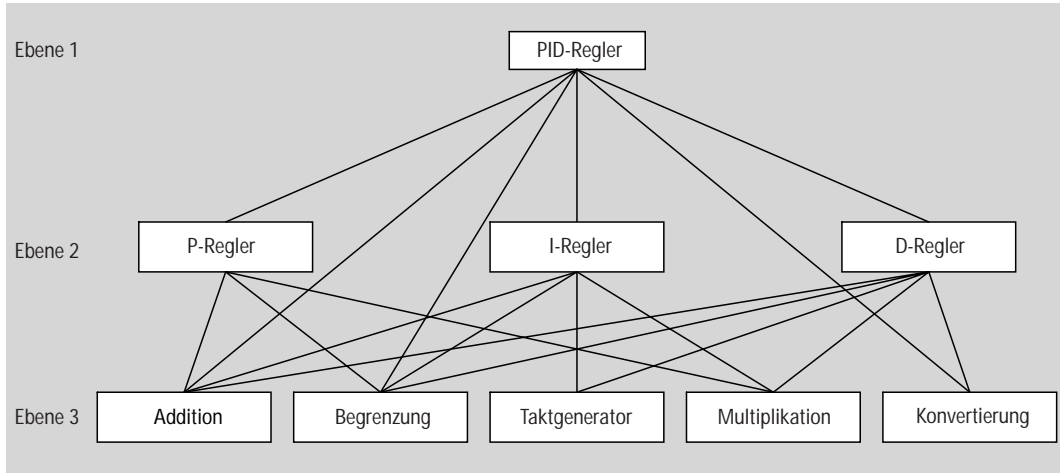 Ebene 1
PID-Regler
Ebene 2
P-Regler
I-Regler
D-Regler
Ebene 3
Addition
Begrenzung
Taktgenerator
Multiplikation
Konvertierung